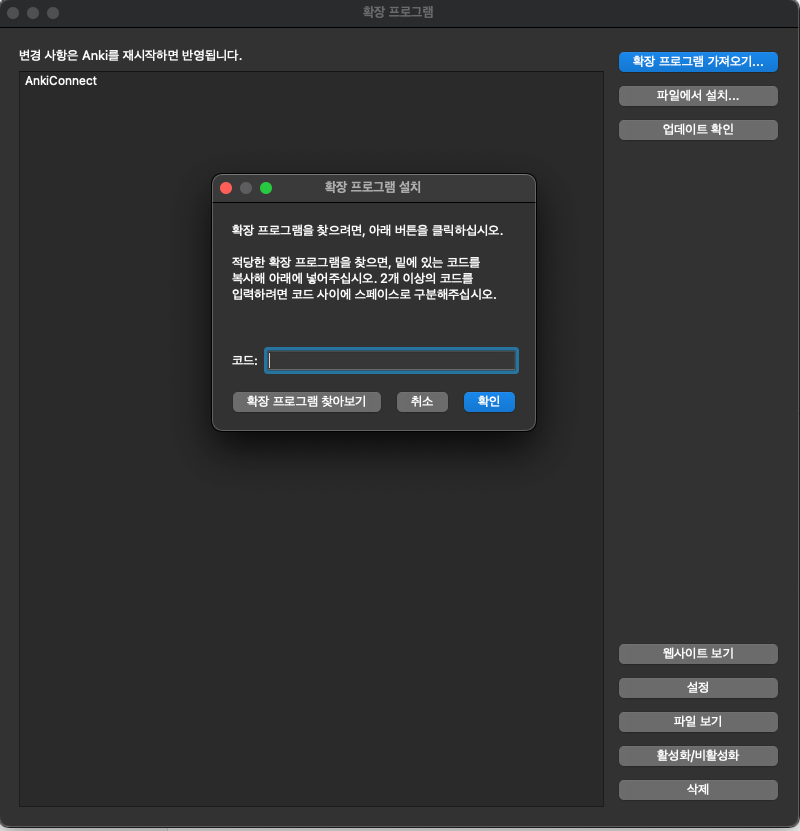 확장 프로그램
변경 사항은 Anki를 재시작하면 반영됩니다.
AnkiConnect
확장 프로그램 가져오기...
파일에서 설치...
업데이트 확인
확장 프로그램 설치
확장 프로그램을 찾으려면, 아래 버튼을 클릭하십시오.
적당한 확장 프로그램을 찾으면, 밑에 있는 코드를
복사해 아래에 넣어주십시오. 2개 이상의 코드를
입력하려면 코드 사이에 스페이스로 구분해주십시오.
코드:
확장 프로그램 찾아보기
취소
확인
웹사이트 보기
설정
파일 보기
활성화/비활성화
삭제